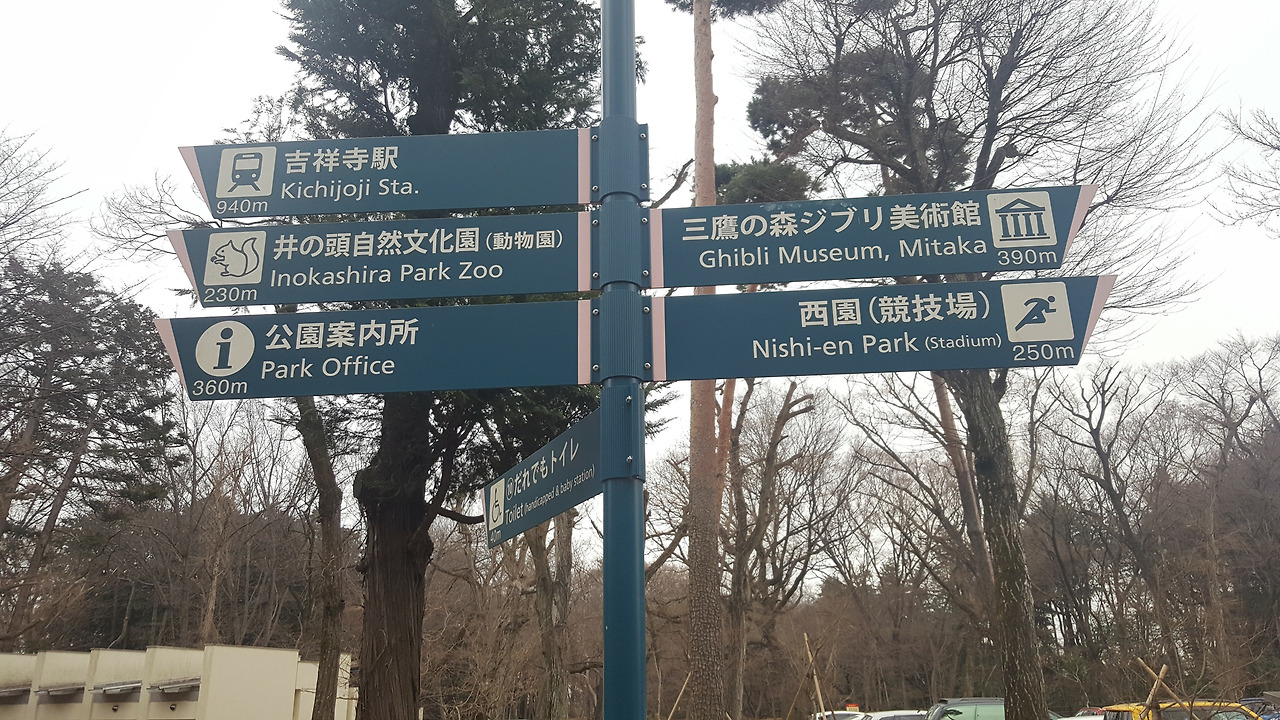 吉祥寺駅
Kichijoji Sta.
940m
井の頭自然文化園(動物園)
Inokashira Park Zoo
230m
公園案内所
Park Office
360m
三鷹の森ジブリ美術館
Ghibli Museum, Mitaka
390m
西園(競技場)
Nishi-en Park (Stadium)
250m
だれでもトイレ
Toilet (handicapped & baby station)
40m